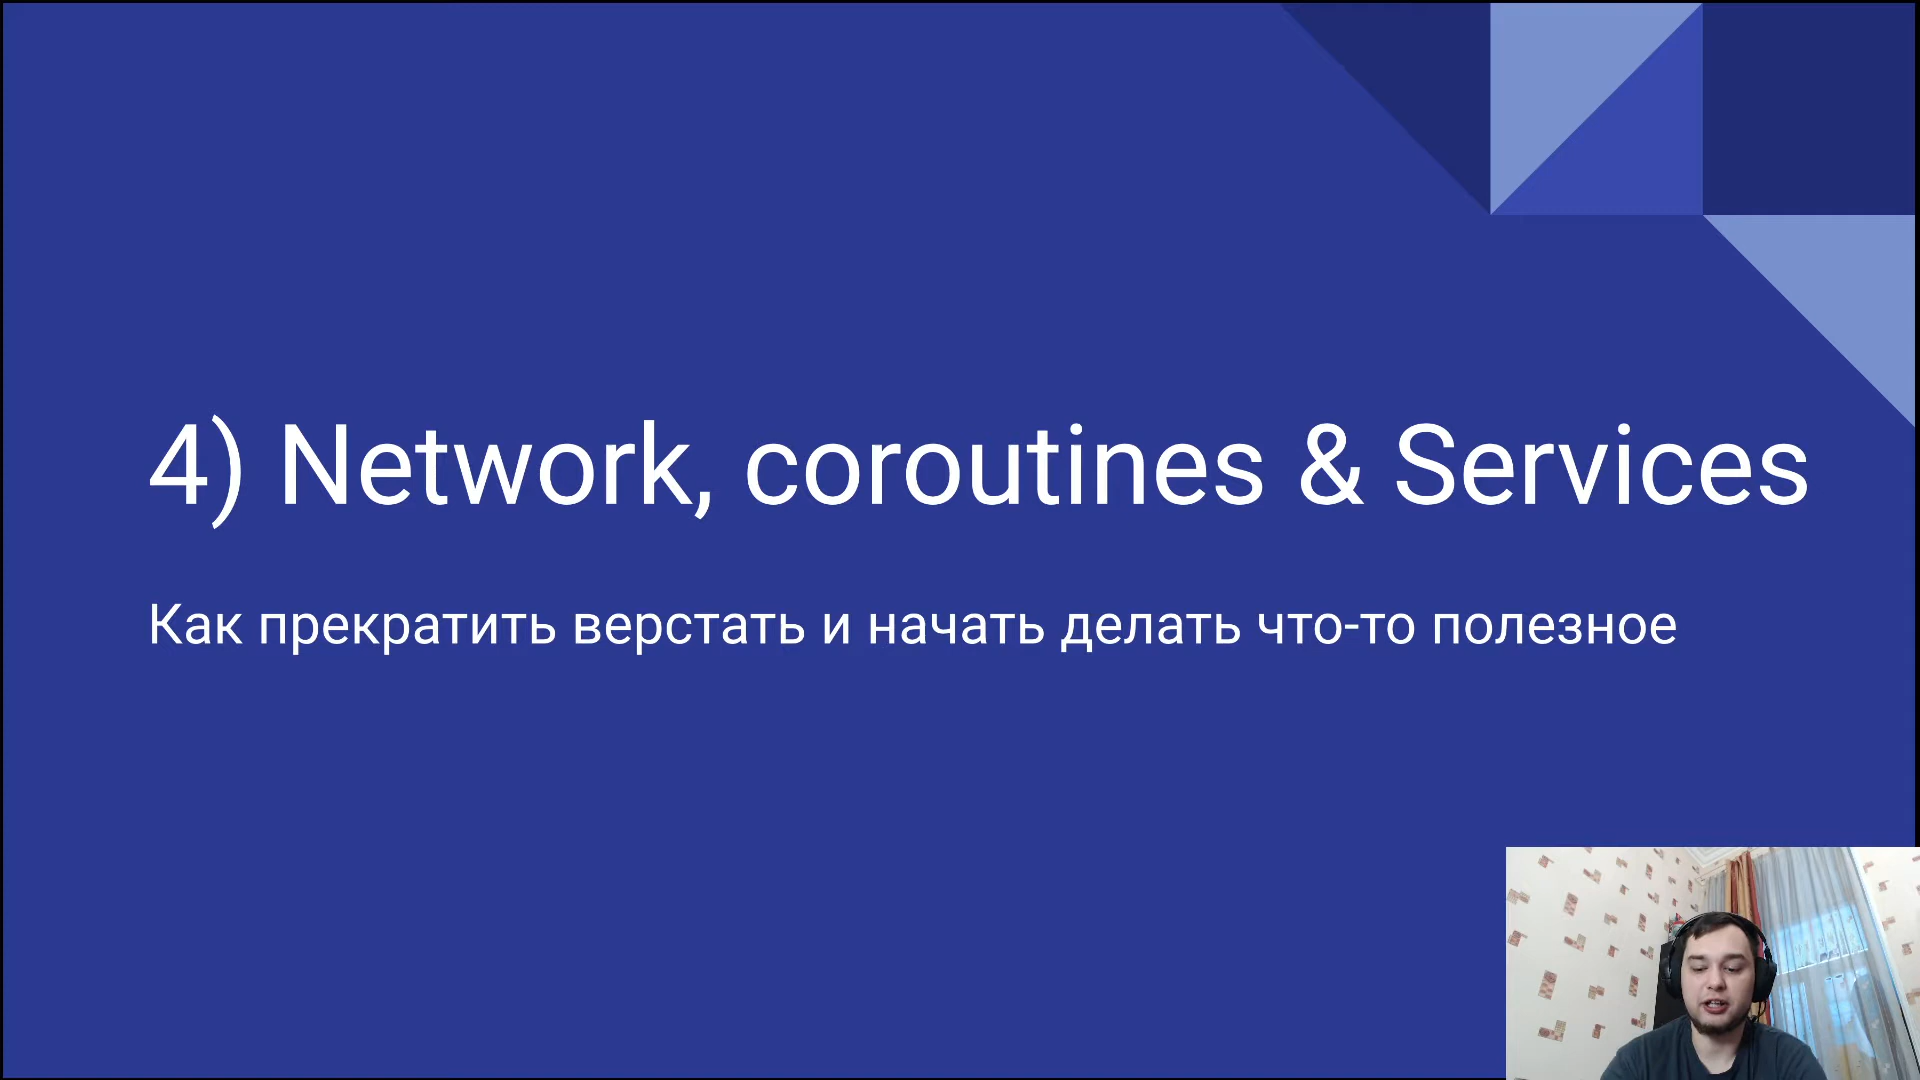 4) Network, coroutines & Services
Как прекратить верстать и начать делать что-то полезное